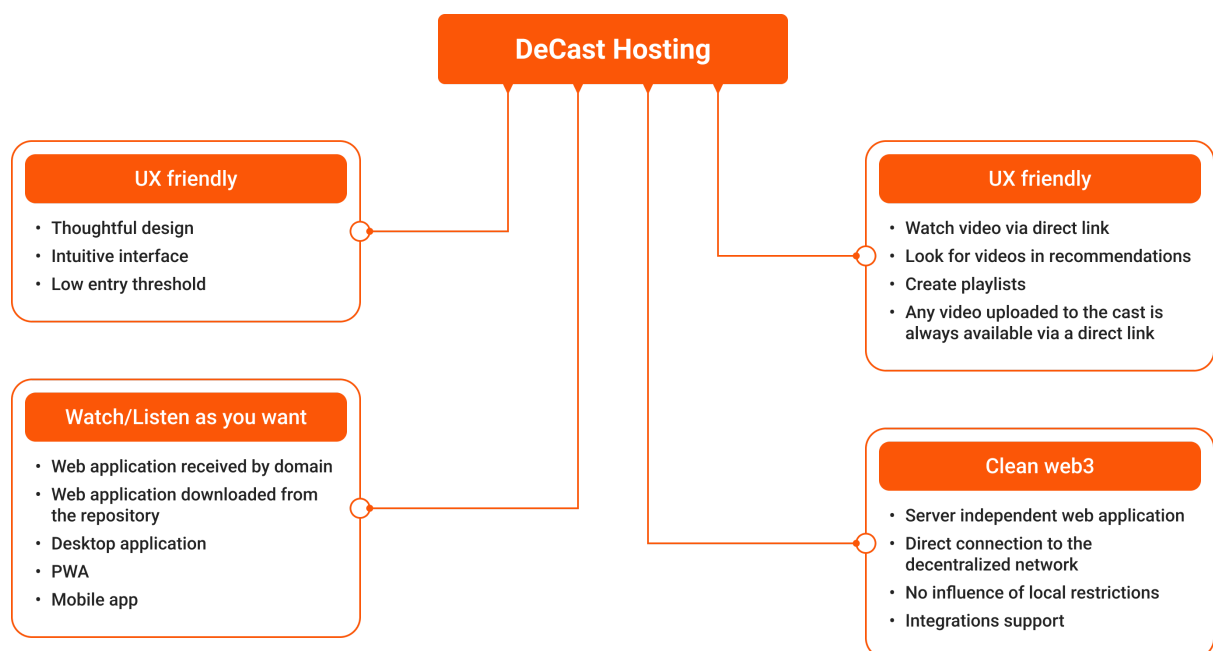 DeCast Hosting
UX friendly
• Thoughtful design
• Intuitive interface
• Low entry threshold
Watch/Listen as you want
• Web application received by domain
• Web application downloaded from
the repository
• Desktop application
• PWA
• Mobile app
UX friendly
• Watch video via direct link
• Look for videos in recommendations
• Create playlists
• Any video uploaded to the cast is
always available via a direct link
Clean web3
• Server independent web application
• Direct connection to the
decentralized network
• No influence of local restrictions
• Integrations support